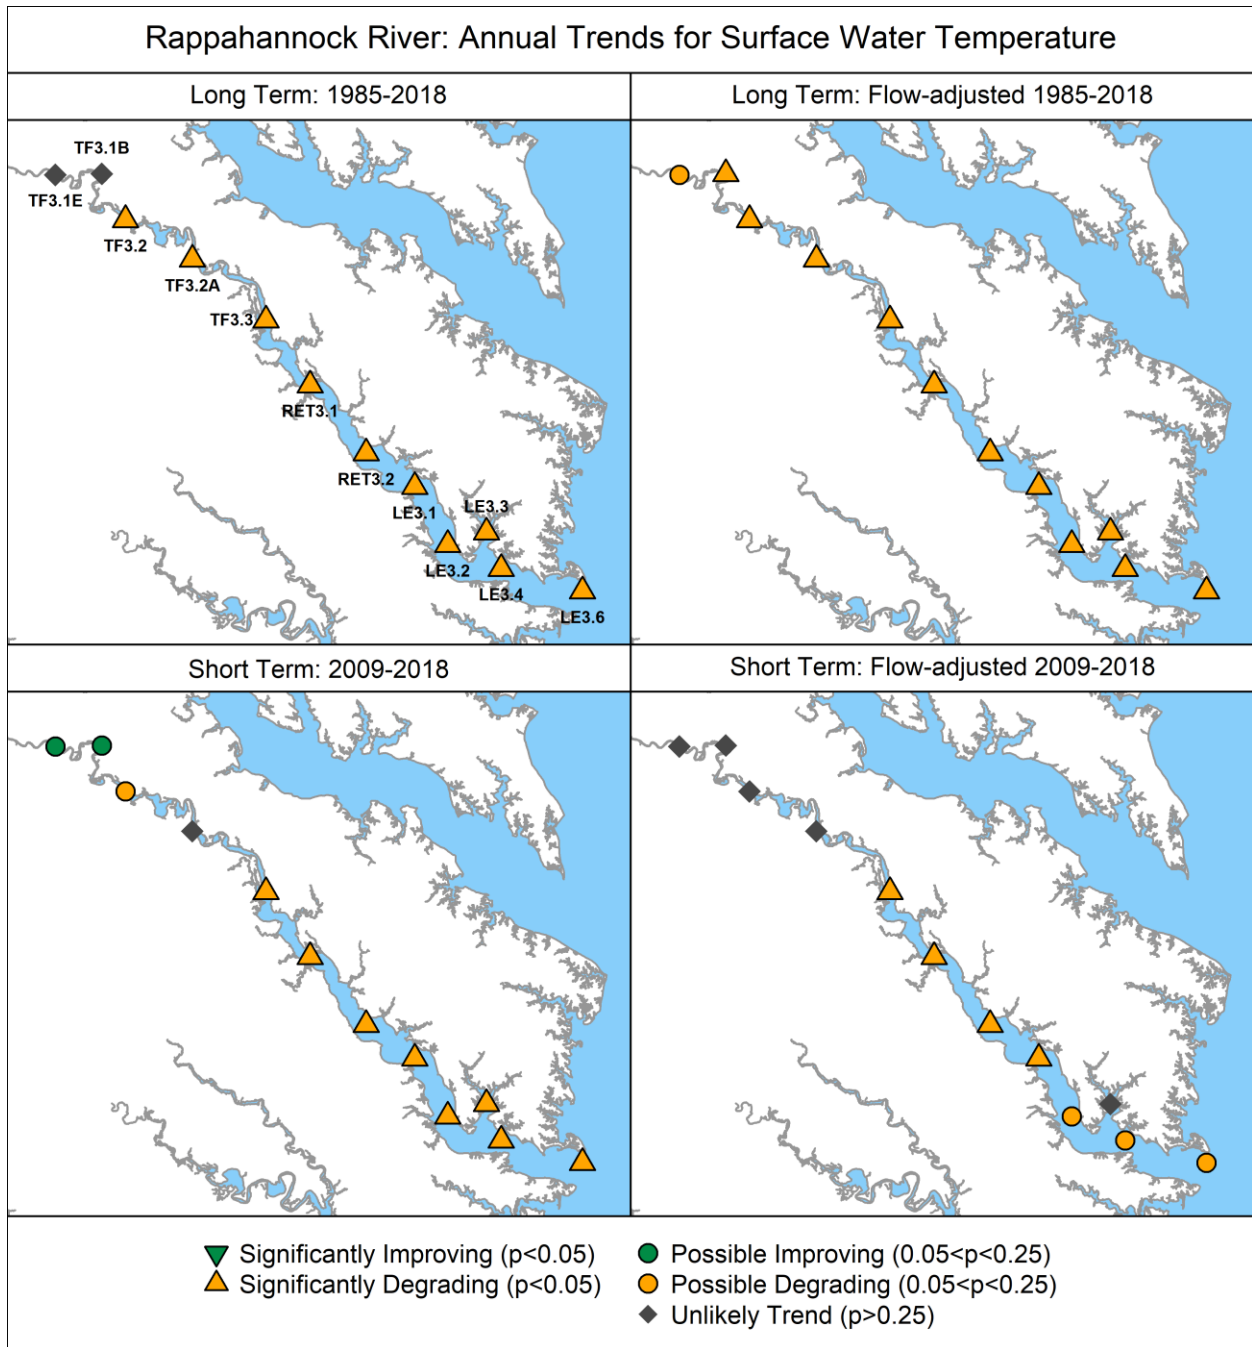 Rappahannock River: Annual Trends for Surface Water Temperature
Long Term: 1985-2018
Long Term: Flow-adjusted 1985-2018
TF3.1B
TF3.1E
TF3.2
TF3.2A
TF3.3
RET3.1
RET3.2
LE3.1
LE3.3
LE3.2
LE3.4
LE3.6
Short Term: 2009-2018
Short Term: Flow-adjusted 2009-2018
Significantly Improving (p<0.05)
Significantly Degrading (p<0.05)
Possible Improving (0.05<p<0.25)
Possible Degrading (0.05<p<0.25)
Unlikely Trend (p>0.25)